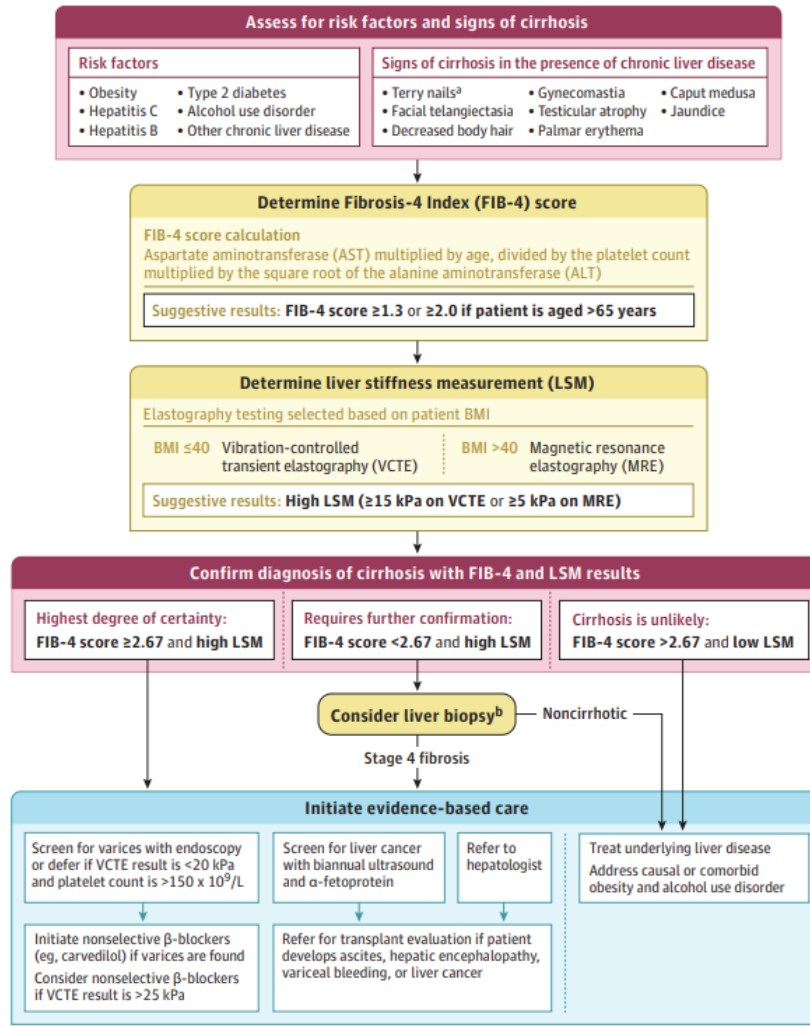 Assess for risk factors and signs of cirrhosis
Risk factors
• Obesity
• Hepatitis C
• Hepatitis B
• Type 2 diabetes
• Alcohol use disorder
• Other chronic liver disease
Signs of cirrhosis in the presence of chronic liver disease
• Terry nailsᵃ
• Facial telangiectasia
• Decreased body hair
• Gynecomastia
• Testicular atrophy
• Palmar erythema
• Caput medusa
• Jaundice
Determine Fibrosis-4 Index (FIB-4) score
FIB-4 score calculation
Aspartate aminotransferase (AST) multiplied by age, divided by the platelet count
multiplied by the square root of the alanine aminotransferase (ALT)
Suggestive results: FIB-4 score ≥1.3 or ≥2.0 if patient is aged >65 years
Determine liver stiffness measurement (LSM)
Elastography testing selected based on patient BMI
BMI ≤40 Vibration-controlled
transient elastography (VCTE)
BMI >40 Magnetic resonance
elastography (MRE)
Suggestive results: High LSM (≥15 kPa on VCTE or ≥5 kPa on MRE)
Confirm diagnosis of cirrhosis with FIB-4 and LSM results
Highest degree of certainty:
FIB-4 score ≥2.67 and high LSM
Requires further confirmation:
FIB-4 score <2.67 and high LSM
Cirrhosis is unlikely:
FIB-4 score >2.67 and low LSM
Consider liver biopsyᵇ
Noncirrhotic
Stage 4 fibrosis
Initiate evidence-based care
Screen for varices with endoscopy
or defer if VCTE result is <20 kPa
and platelet count is >150 x 10⁹/L
Screen for liver cancer
with biannual ultrasound
and α-fetoprotein
Refer to
hepatologist
Treat underlying liver disease
Address causal or comorbid
obesity and alcohol use disorder
Initiate nonselective β-blockers
(eg, carvedilol) if varices are found
Consider nonselective β-blockers
if VCTE result is >25 kPa
Refer for transplant evaluation if patient
develops ascites, hepatic encephalopathy,
variceal bleeding, or liver cancer